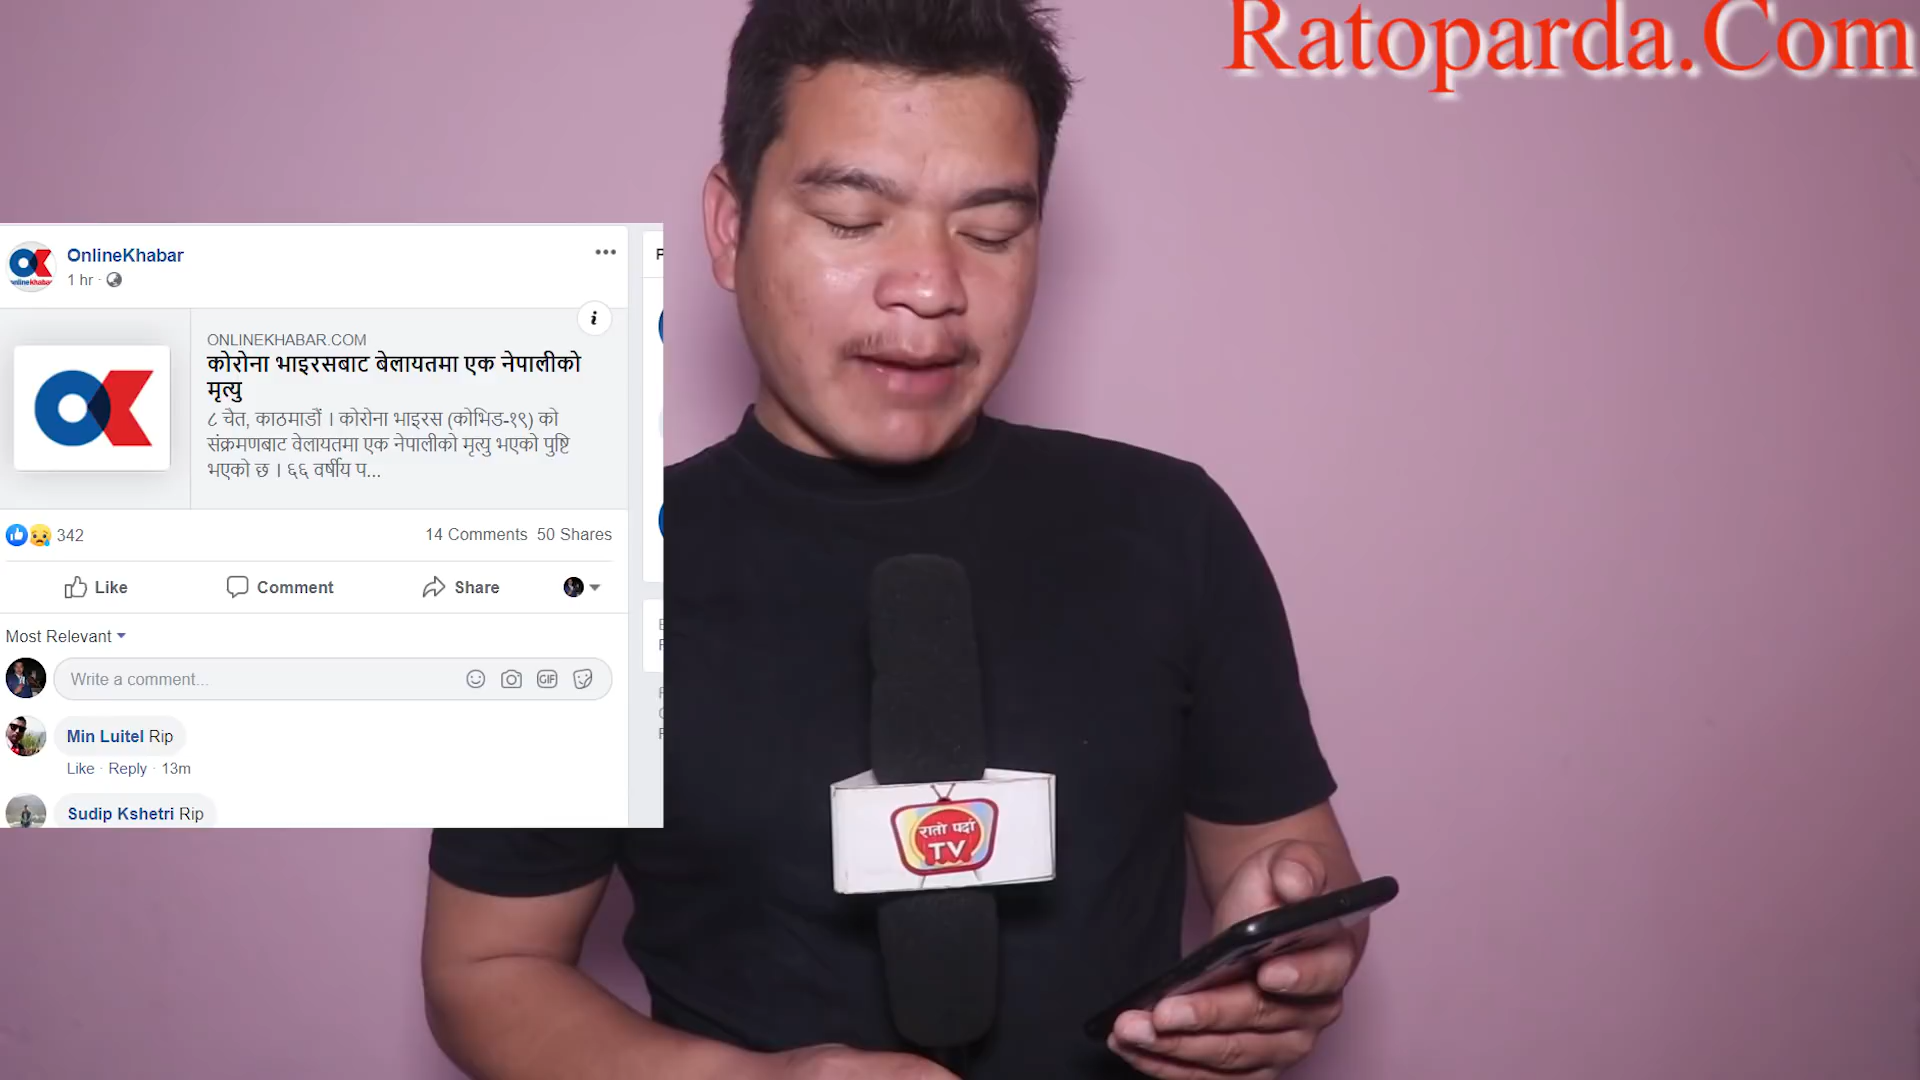 Ratoparda.Com
OnlineKhabar
1 hr
ONLINEKHABAR.COM
कोरोना भाइरसबाट बेलायतमा एक नेपालीको
मृत्यु
८ चैत, काठमाडौं । कोरोना भाइरस (कोभिड-१९) को
संक्रमणबाट वेलायतमा एक नेपालीको मृत्यु भएको पुष्टि
भएको छ । ६६ वर्षीय प...
342
14 Comments 50 Shares
Like Comment Share
Most Relevant
Write a comment...
GIF
Min Luitel Rip
Like · Reply · 13m
Sudip Kshetri Rip
रातो पर्दा
TV